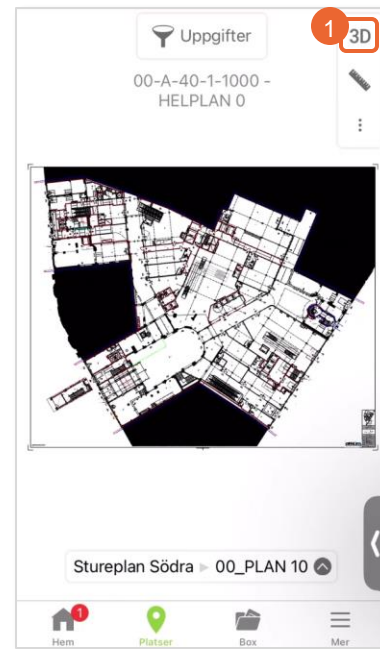 1
3D
Uppgifter
00-A-40-1-1000 -
HELPLAN 0
Stureplan Södra ▸ 00_PLAN 10
1
Hem
Platser
Box
Mer